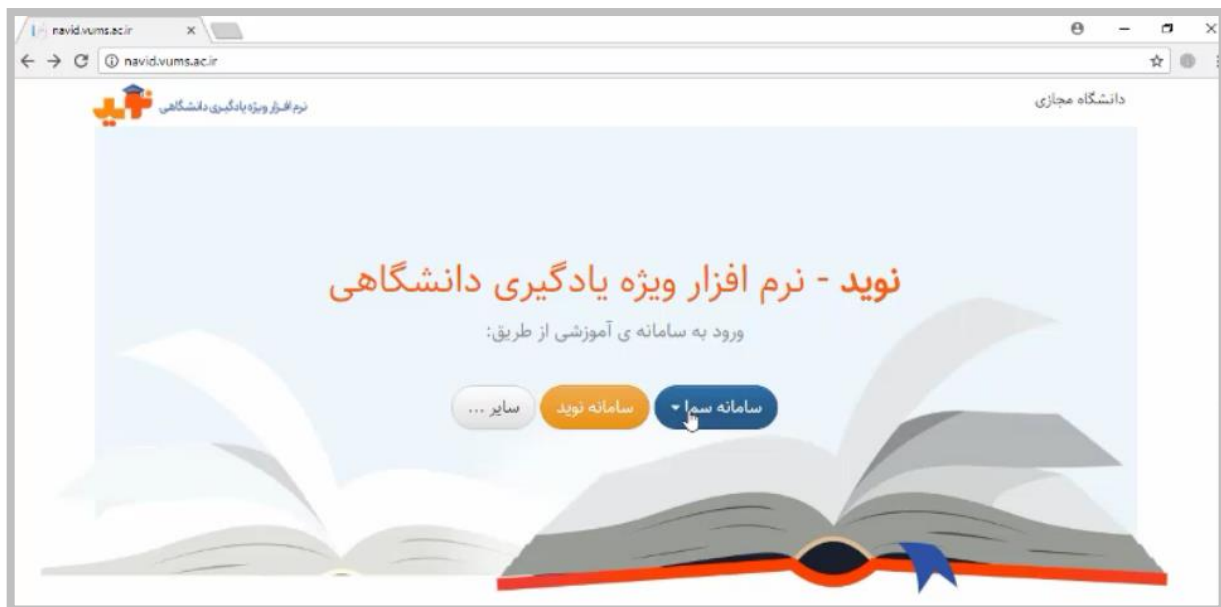 navid.vums.ac.ir
navid.vums.ac.ir
دانشگاه مجازی
نوید نرم افزار ویژه یادگیری دانشگاهی
نوید - نرم افزار ویژه یادگیری دانشگاهی
ورود به سامانه ی آموزشی از طریق:
سامانه سما
سامانه نوید
سایر ...